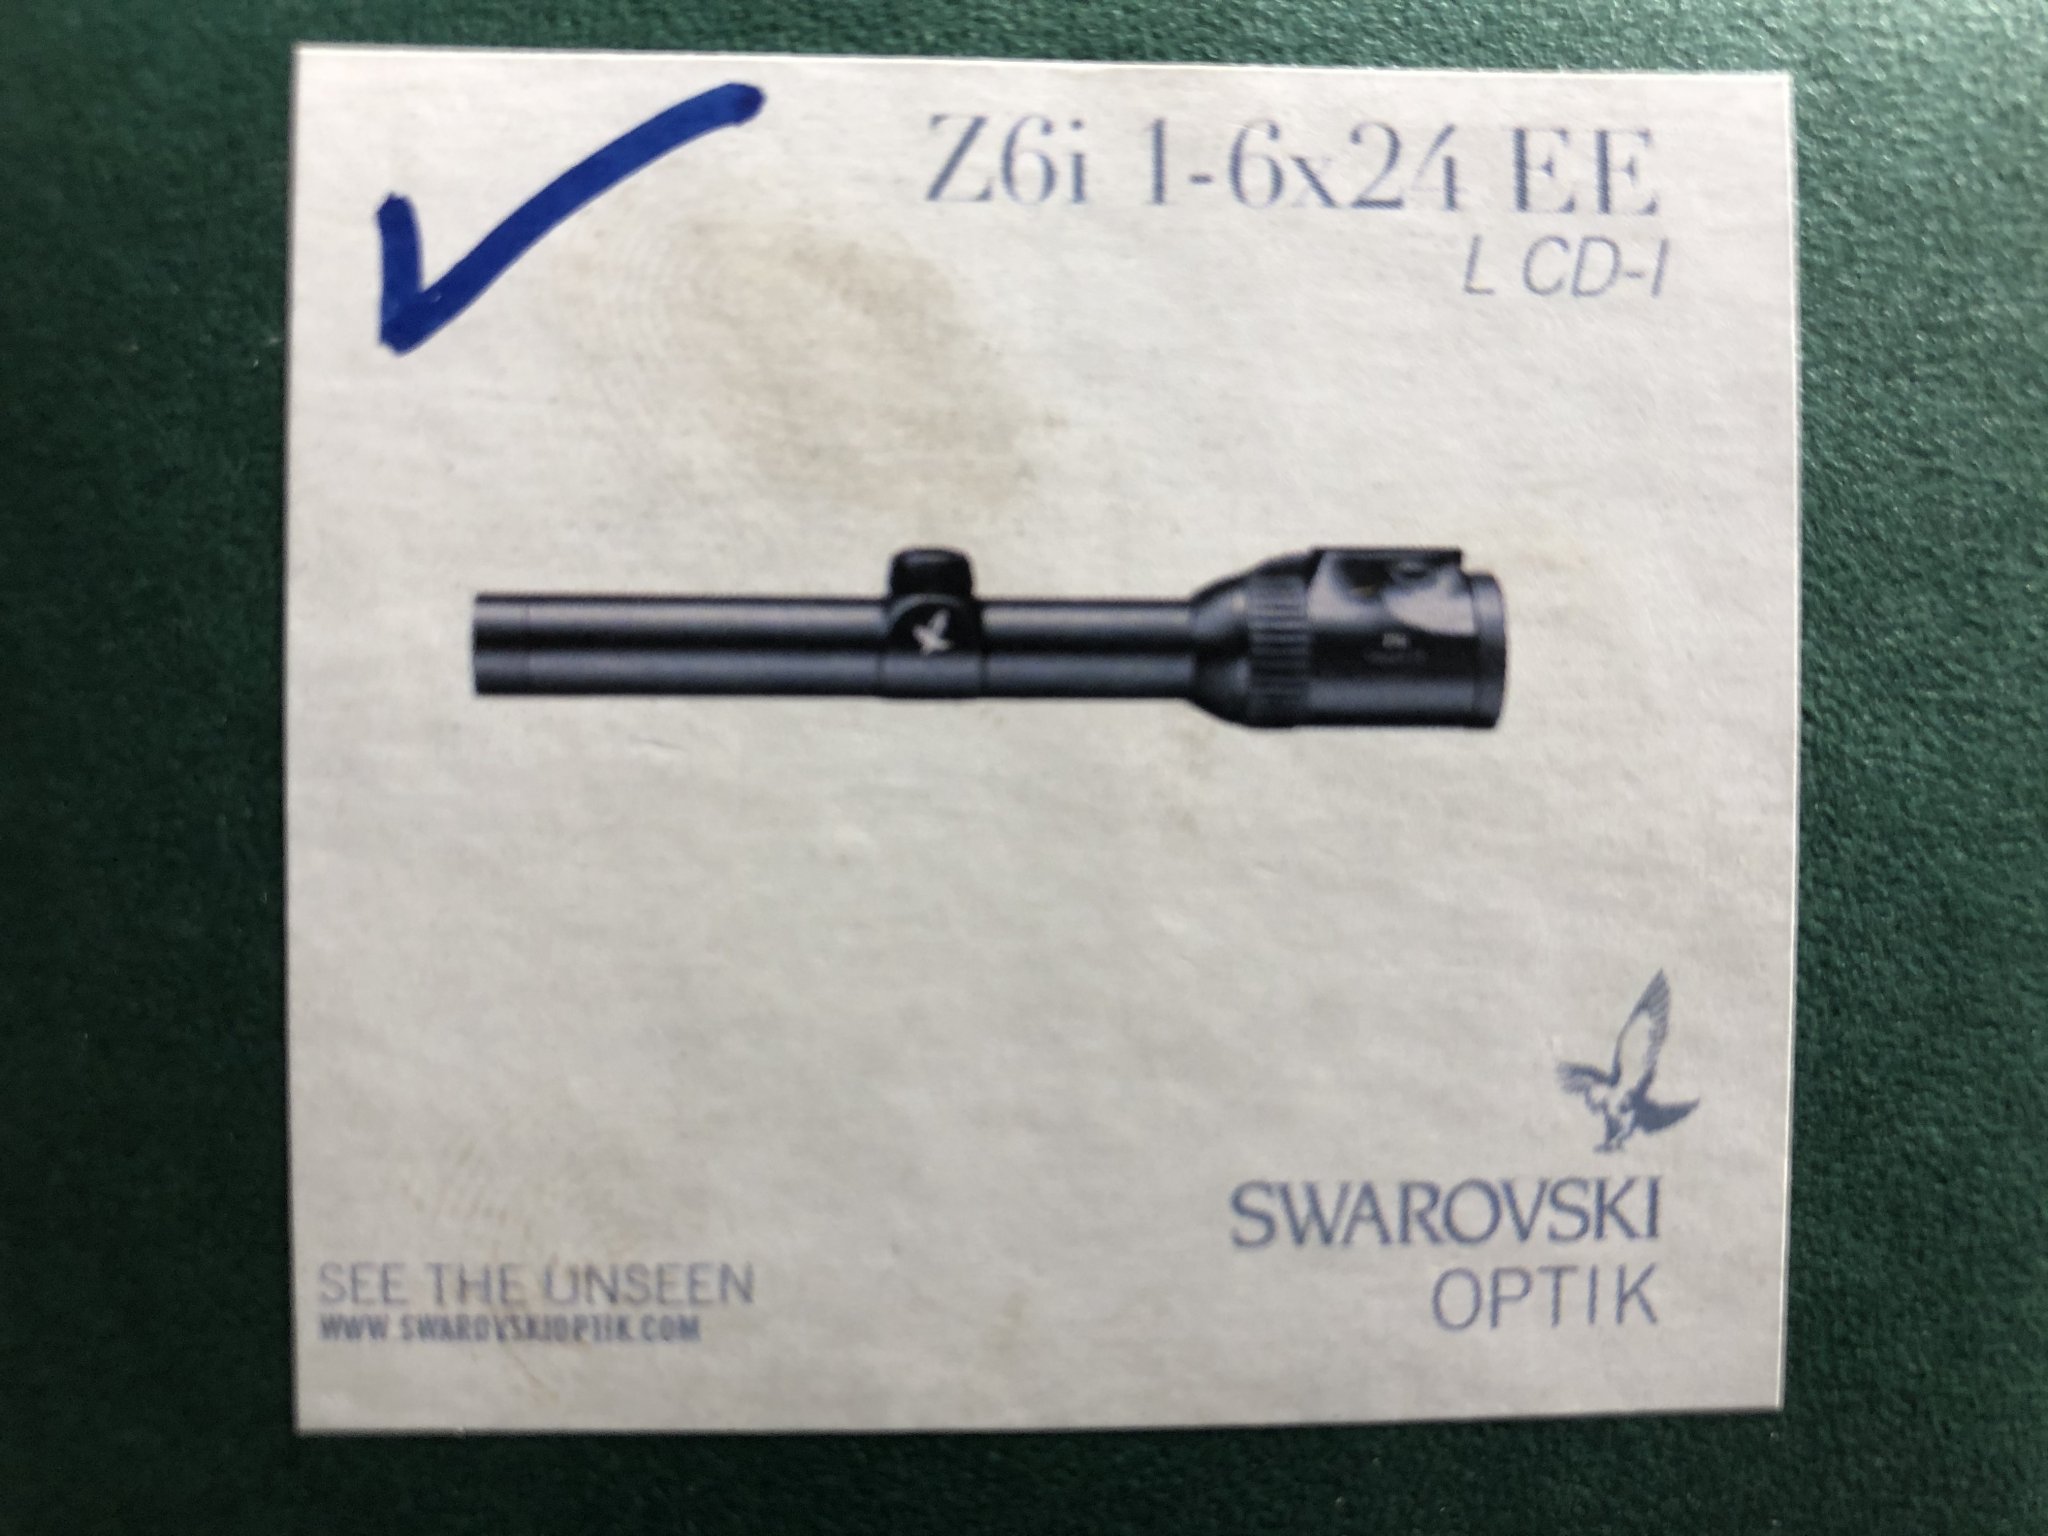 Z6i 1-6x24 EE
L CD-I
SWAROVSKI
OPTIK
SEE THE UNSEEN
WWW.SWAROVSKIOPTIK.COM